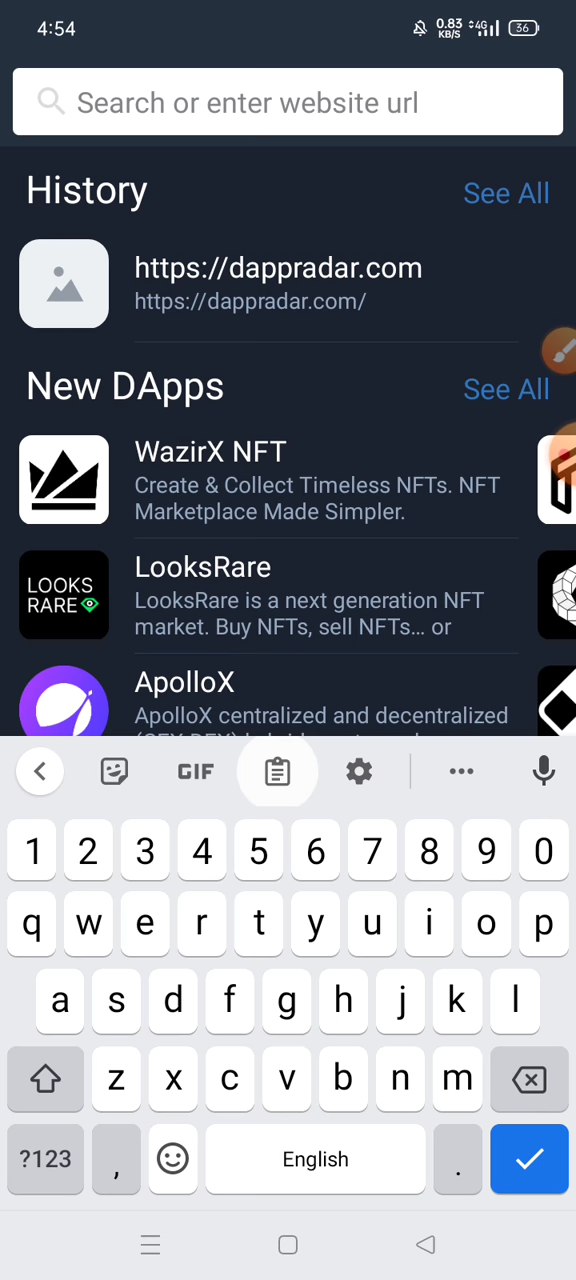 4:54
0.83
KB/S
4G
36
Search or enter website url
History
See All
https://dappradar.com
https://dappradar.com/
New DApps
See All
WazirX NFT
Create & Collect Timeless NFTs. NFT
Marketplace Made Simpler.
LOOKS
RARE
LooksRare
LooksRare is a next generation NFT
market. Buy NFTs, sell NFTs… or
ApolloX
ApolloX centralized and decentralized
GIF
1 2 3 4 5 6 7 8 9 0
q w e r t y u i o p
a s d f g h j k l
z x c v b n m
?123 , English .